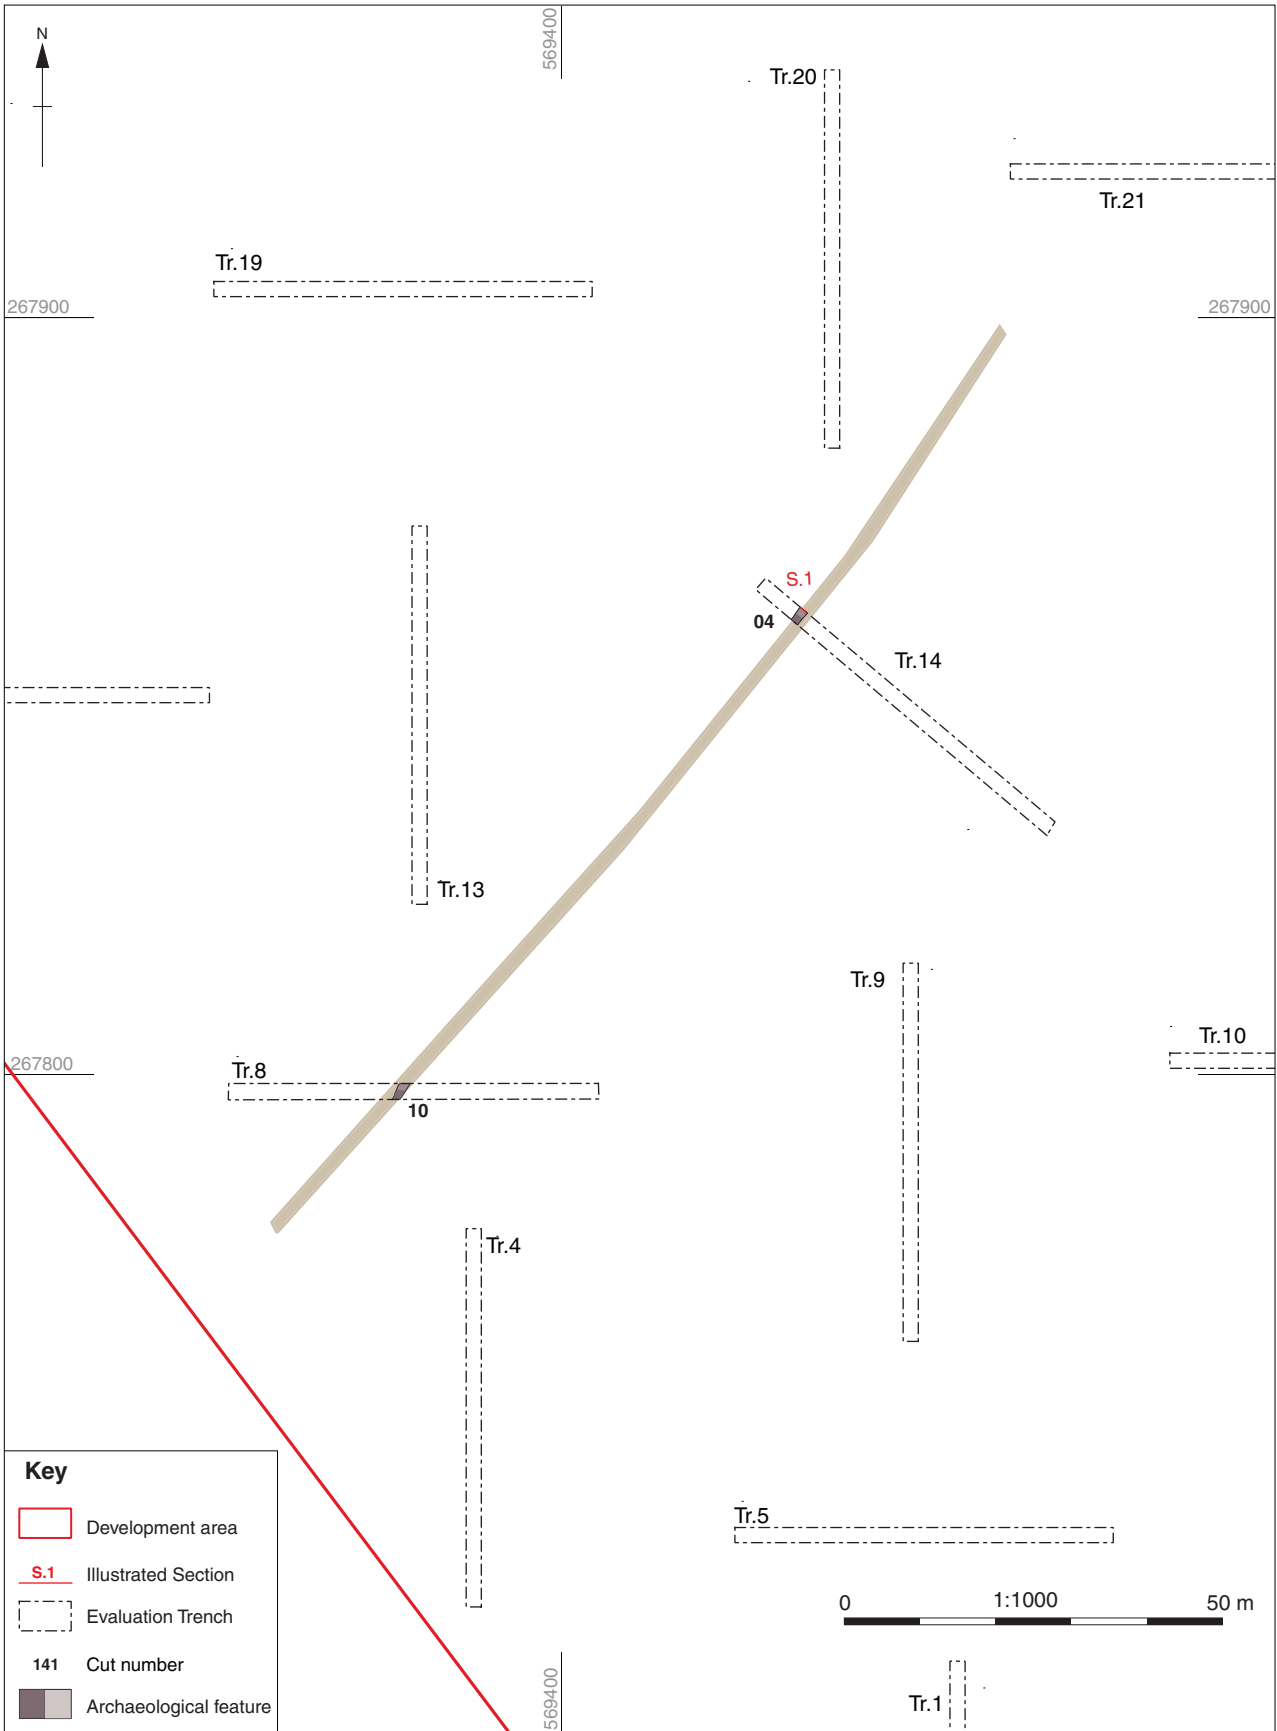 N
569400
Tr.20
Tr.21
Tr.19
267900
267900
S.1
04
Tr.14
Tr.13
Tr.9
Tr.10
267800
Tr.8
10
Tr.4
Key
Development area
S.1 Illustrated Section
Evaluation Trench
141 Cut number
Archaeological feature
Tr.5
0 1:1000 50 m
569400
Tr.1